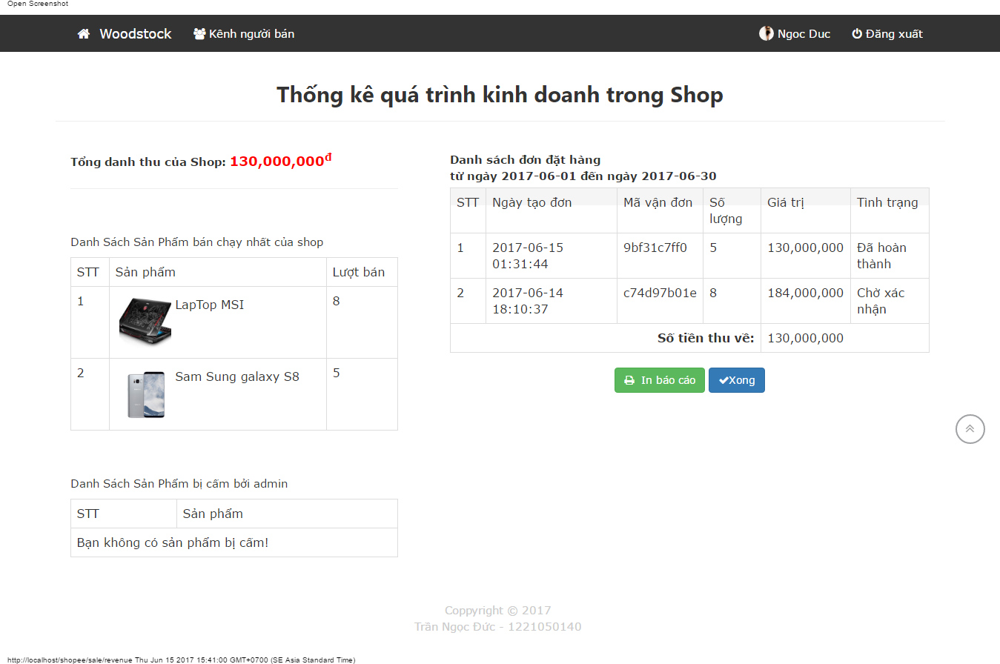 Open Screenshot
Woodstock Kênh người bán Ngoc Duc Đăng xuất
Thống kê quá trình kinh doanh trong Shop
Tổng danh thu của Shop: 130,000,000đ
Danh Sách Sản Phẩm bán chạy nhất của shop
STT Sản phẩm Lượt bán
1 LapTop MSI 8
2 Sam Sung galaxy S8 5
Danh Sách Sản Phẩm bị cấm bởi admin
STT Sản phẩm
Bạn không có sản phẩm bị cấm!
Danh sách đơn đặt hàng
từ ngày 2017-06-01 đến ngày 2017-06-30
STT Ngày tạo đơn Mã vận đơn Số Giá trị Tình trạng
lượng
1 2017-06-15 9bf31c7ff0 5 130,000,000 Đã hoàn
01:31:44 thành
2 2017-06-14 c74d97b01e 8 184,000,000 Chờ xác
18:10:37 nhận
Số tiền thu về: 130,000,000
In báo cáo Xong
Coppyright © 2017
Trần Ngọc Đức - 1221050140
http://localhost/shopee/sale/revenue Thu Jun 15 2017 15:41:00 GMT+0700 (SE Asia Standard Time)